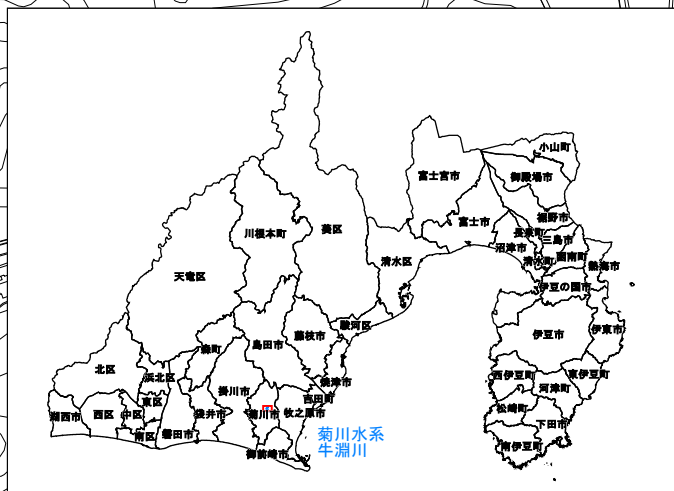 小山町
富士宮市
御殿場市
裾野市
富士市
長泉町
三島市
沼津市
清水町
函南町
熱海市
伊豆の国市
葵区
川根本町
清水区
天竜区
駿河区
伊豆市
伊東市
島田市
藤枝市
森町
北区
浜北区
焼津市
西伊豆町
東伊豆町
掛川市
河津町
吉田町
東区
湖西市
西区
中区
袋井市
菊川市
牧之原市
松崎町
下田市
南区
磐田市
菊川水系
牛淵川
南伊豆町
御前崎市